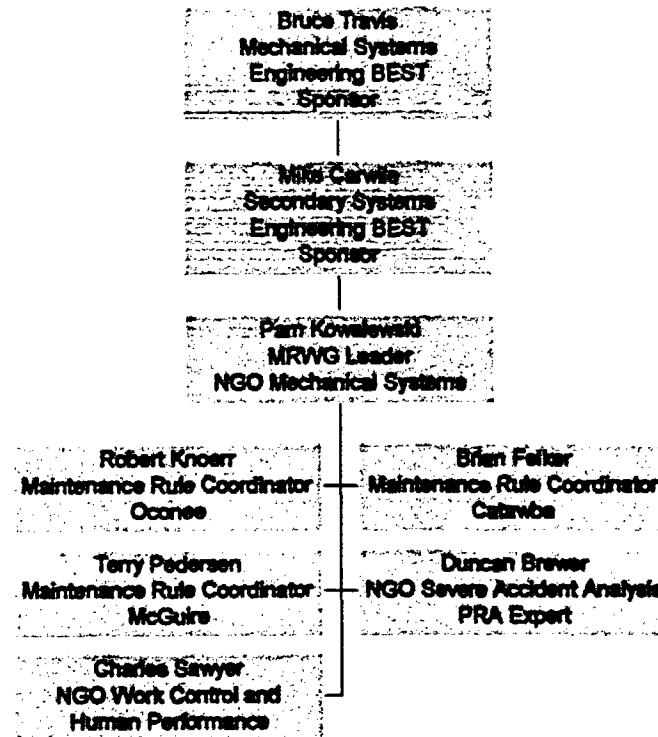 Bruce Travis
Mechanical Systems
Engineering BEST
Sponsor
Mike Carwile
Secondary Systems
Engineering BEST
Sponsor
Pam Kowalewski
MRWG Leader
NGO Mechanical Systems
Robert Knoerr
Maintenance Rule Coordinator
Oconee
Brian Felker
Maintenance Rule Coordinator
Catawba
Terry Pedersen
Maintenance Rule Coordinator
McGuire
Duncan Brewer
NGO Severe Accident Analysis
PRA Expert
Charles Sawyer
NGO Work Control and
Human Performance